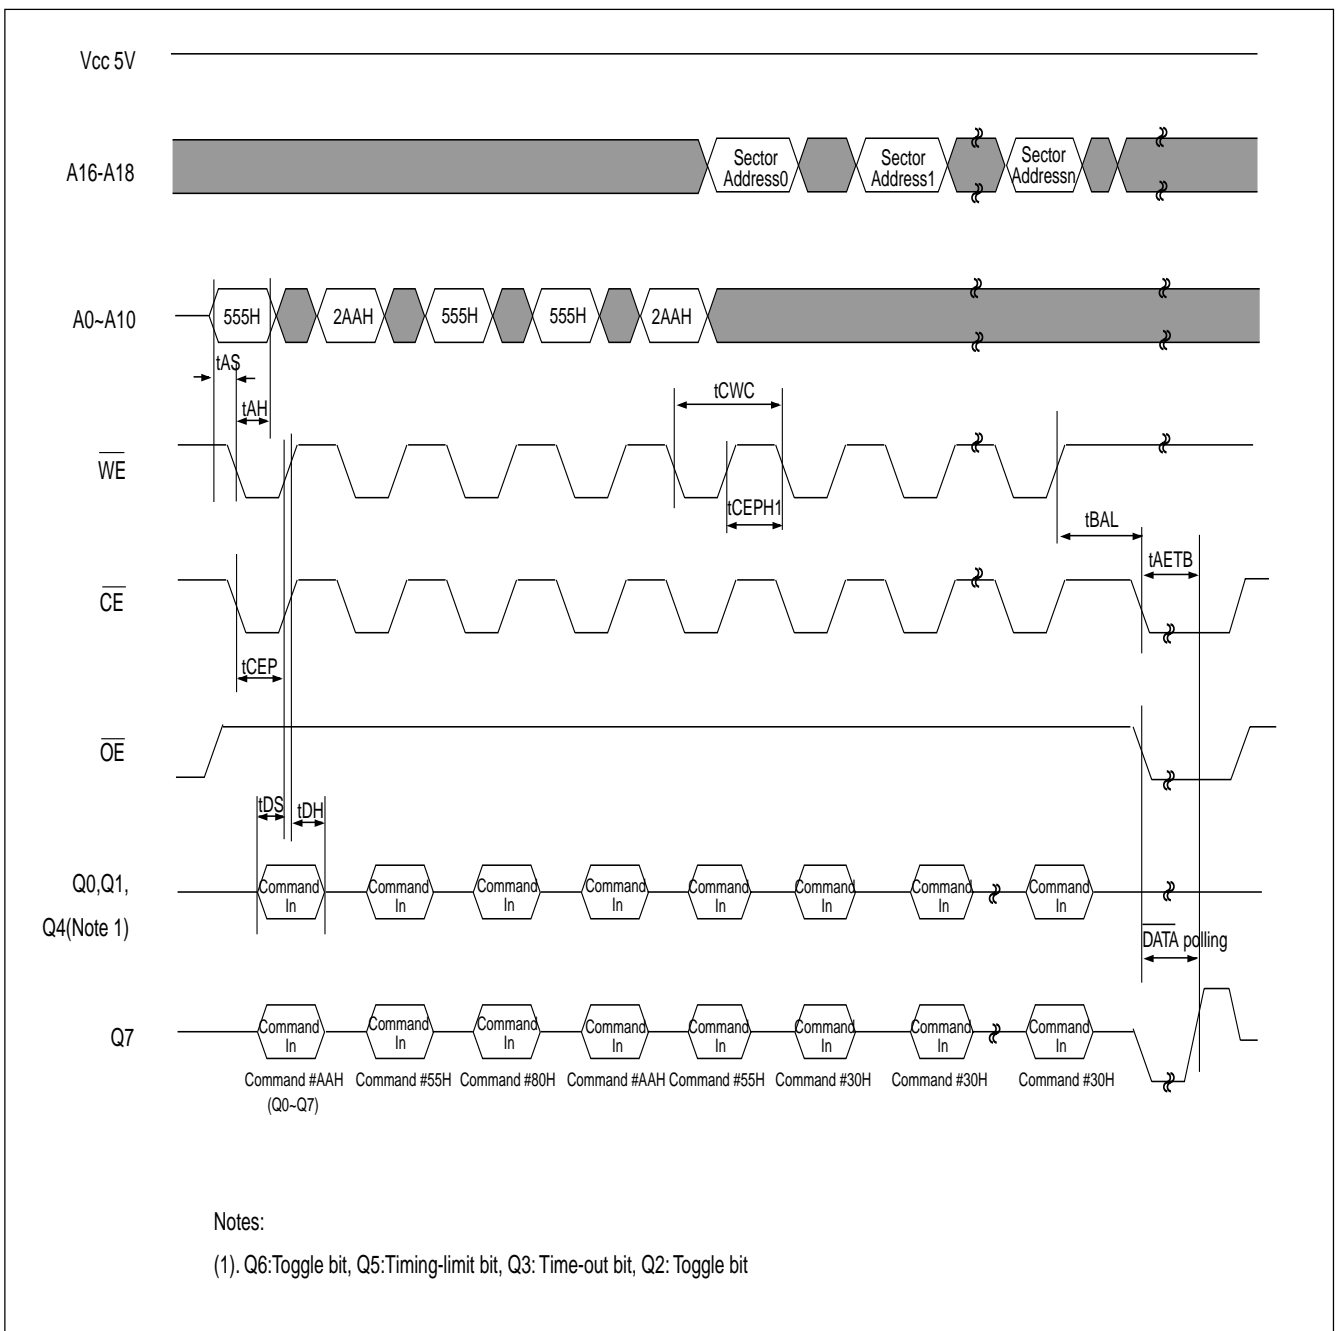 Vcc 5V
A16-A18
Sector
Address0
Sector
Address1
Sector
Addressn
A0~A10
555H
2AAH
555H
555H
2AAH
tAS
tAH
tCWC
WE
tCEPH1
tBAL
tAETB
CE
tCEP
OE
tDS
tDH
Q0,Q1,
Q4(Note 1)
Command
In
Command
In
Command
In
Command
In
Command
In
Command
In
Command
In
Command
In
DATA polling
Q7
Command
In
Command
In
Command
In
Command
In
Command
In
Command
In
Command
In
Command
In
Command #AAH
(Q0~Q7)
Command #55H
Command #80H
Command #AAH
Command #55H
Command #30H
Command #30H
Command #30H
Notes:
(1). Q6:Toggle bit, Q5:Timing-limit bit, Q3: Time-out bit, Q2: Toggle bit